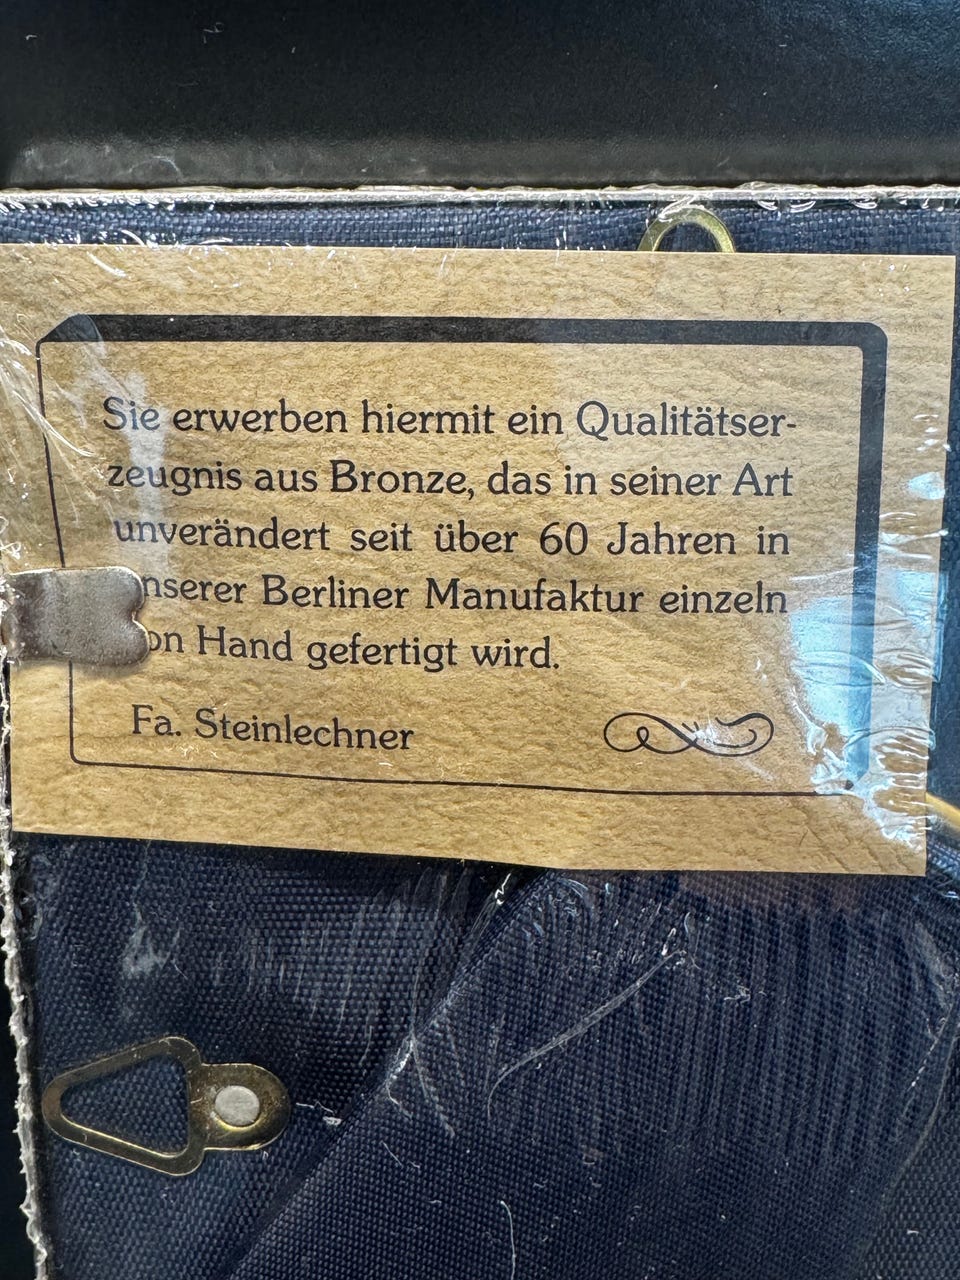 Sie erwerben hiermit ein Qualitätser-
zeugnis aus Bronze, das in seiner Art
unverändert seit über 60 Jahren in
nserer Berliner Manufaktur einzeln
on Hand gefertigt wird.
Fa. Steinlechner